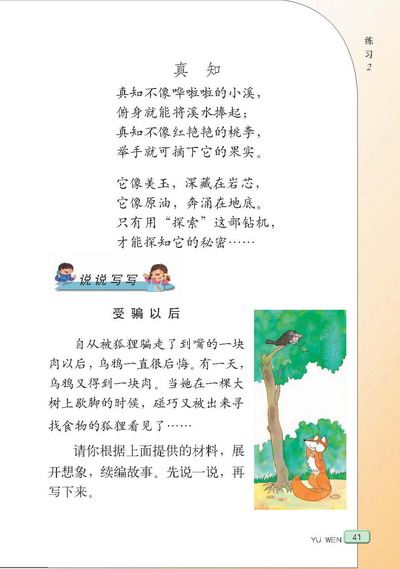 练习2
真知
真知不像哗啦啦的小溪，
俯身就能将溪水捧起；
真知不像红艳艳的桃李，
举手就可摘下它的果实。
它像美玉，深藏在岩芯，
它像原油，奔涌在地底。
只有用“探索”这部钻机，
才能探知它的秘密……
说说写写
受骗以后
自从被狐狸骗走了到嘴的一块
肉以后，乌鸦一直很后悔。有一天，
乌鸦又得到一块肉。当她在一棵大
树上歇脚的时候，碰巧又被出来寻
找食物的狐狸看见了……
请你根据上面提供的材料，展
开想象，续编故事。先说一说，再
写下来。
YU WEN 41